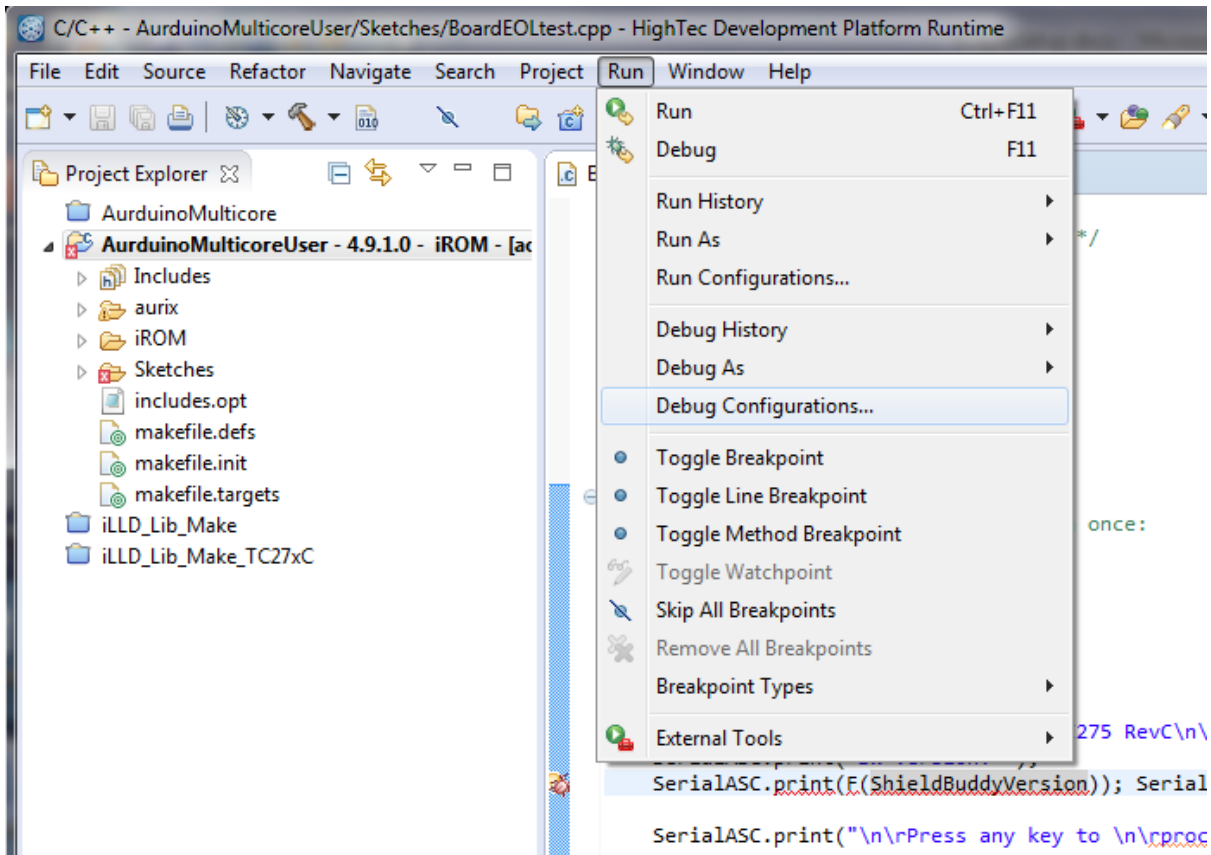 C/C++ - AurduinoMulticoreUser/Sketches/BoardEOLtest.cpp - HighTec Development Platform Runtime
File Edit Source Refactor Navigate Search Project Run Window Help
Project Explorer
AurduinoMulticore
AurduinoMulticoreUser - 4.9.1.0 - iROM - [ac
Includes
aurix
iROM
Sketches
includes.opt
makefile.defs
makefile.init
makefile.targets
iLLD_Lib_Make
iLLD_Lib_Make_TC27xC
Run Ctrl+F11
Debug F11
Run History
Run As
Run Configurations...
Debug History
Debug As
Debug Configurations...
Toggle Breakpoint
Toggle Line Breakpoint
Toggle Method Breakpoint
Toggle Watchpoint
Skip All Breakpoints
Remove All Breakpoints
Breakpoint Types
External Tools
*/
once:
275 RevC\n\
SerialASC.print(F(ShieldBuddyVersion)); Serial
SerialASC.print("\n\rPress any key to \n\rproc